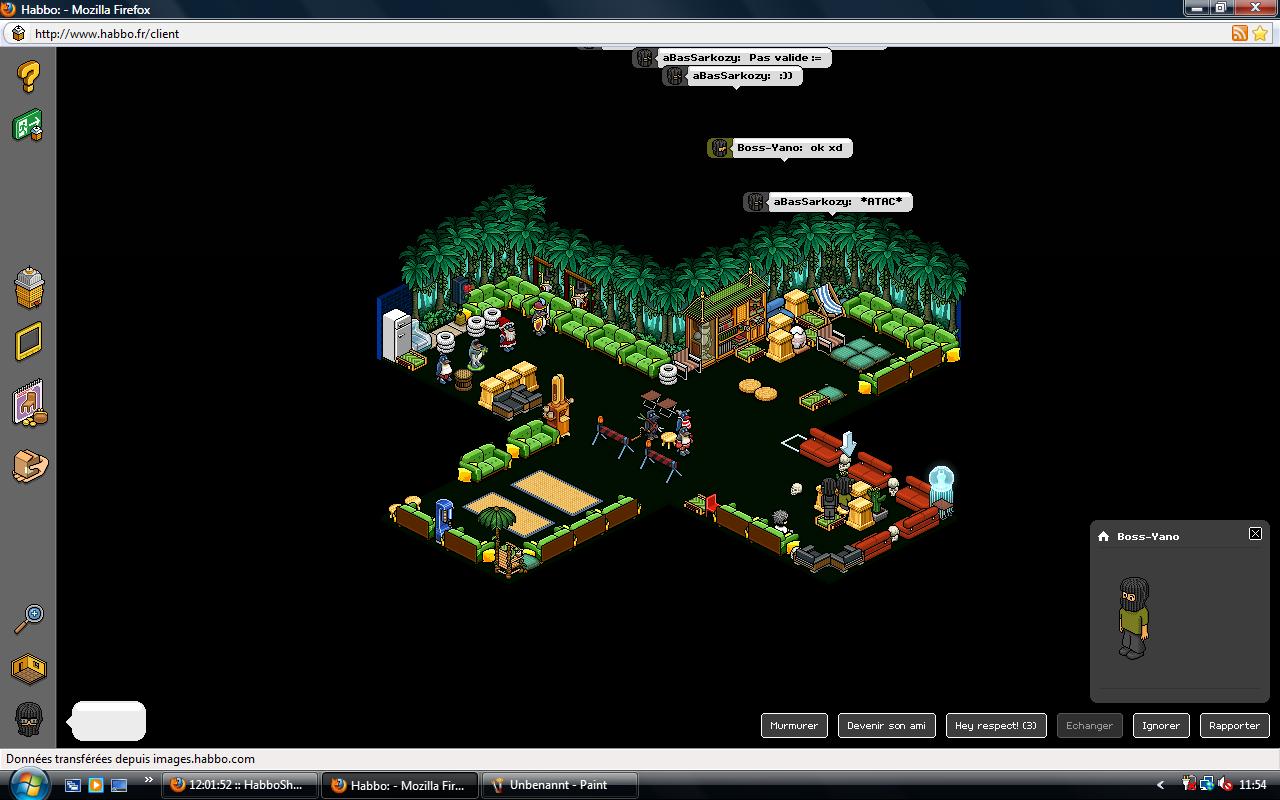 Habbo: - Mozilla Firefox
http://www.habbo.fr/client
aBasSarkozy: Pas valide :=
aBasSarkozy: :))
Boss-Yano: ok xd
aBasSarkozy: *ATAC*
Boss-Yano
Murmurer
Devenir son ami
Hey respect! (3)
Echanger
Ignorer
Rapporter
Données transférées depuis images.habbo.com
12:01:52 :: HabboSh...
Habbo: - Mozilla Fir...
Unbenannt - Paint
11:54